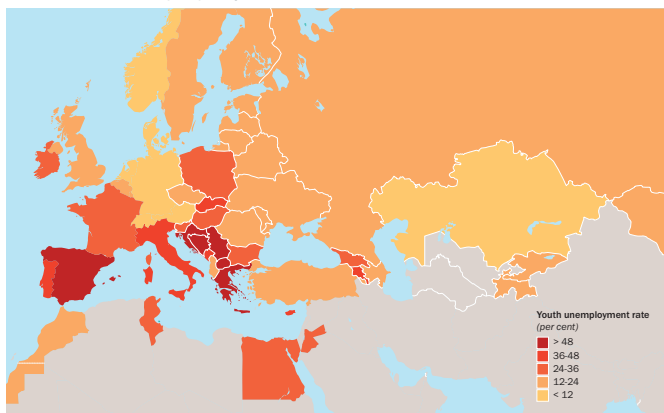 Youth unemployment rate
(per cent)
> 48
36-48
24-36
12-24
< 12